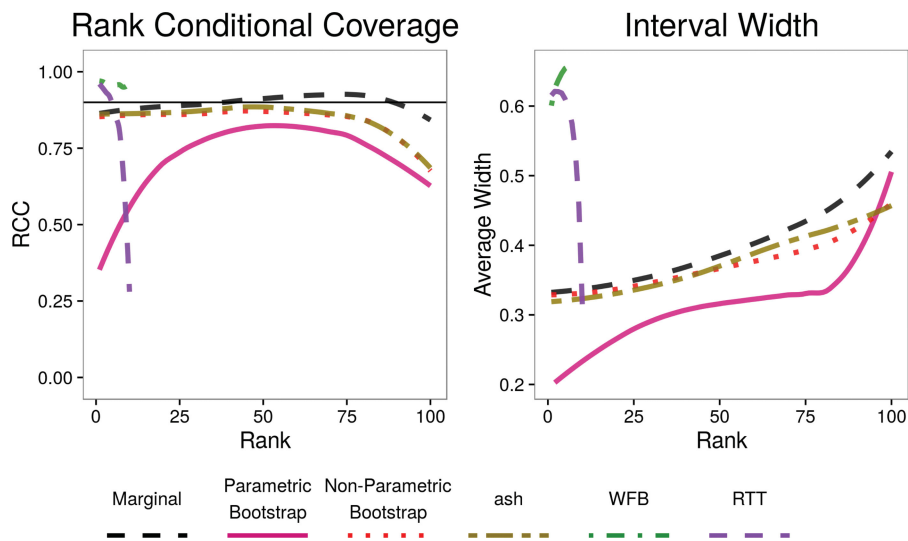 Rank Conditional Coverage
Interval Width
1.00
0.75
0.50
0.25
0.00
RCC
0 25 50 75 100
Rank
0.6
0.5
0.4
0.3
0.2
Average Width
0 25 50 75 100
Rank
Marginal
Parametric
Bootstrap
Non-Parametric
Bootstrap
ash
WFB
RTT